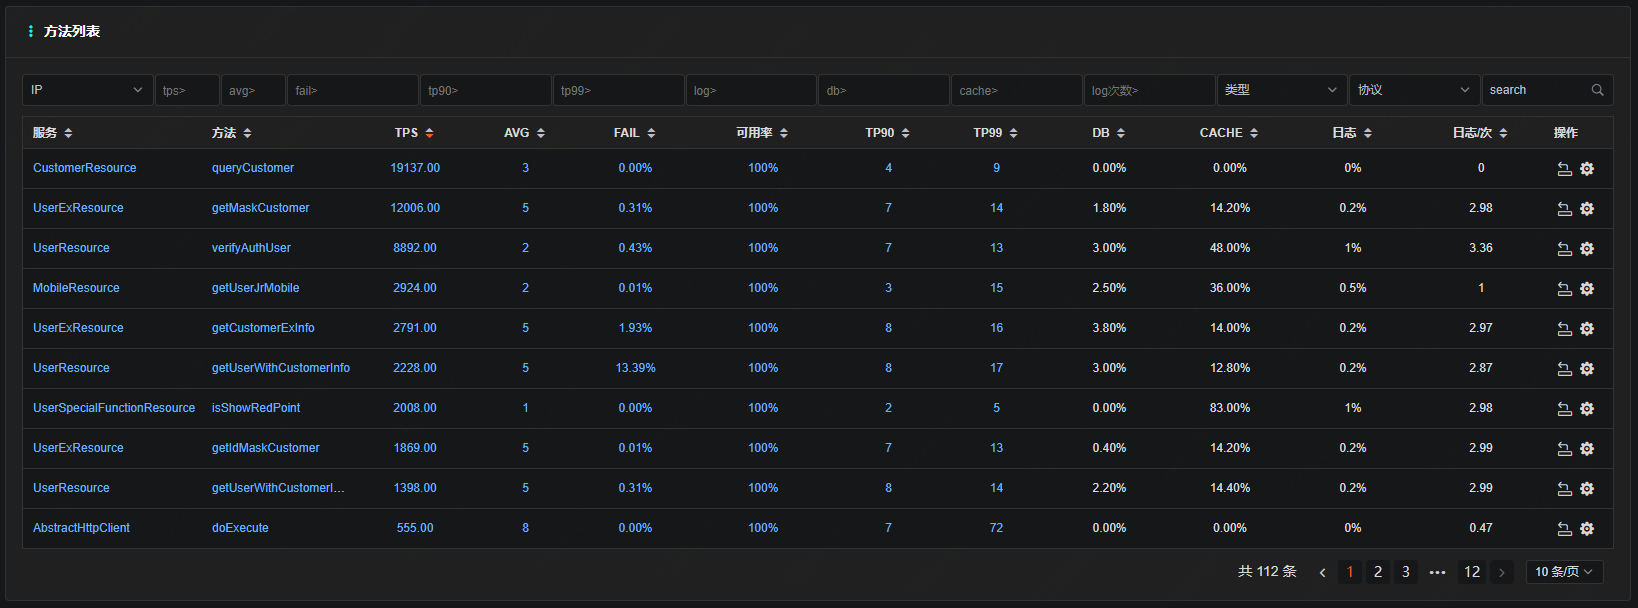 方法列表
IP tps> avg> fail> tp90> tp99> log> db> cache> log次数> 类型 协议 search
服务 方法 TPS AVG FAIL 可用率 TP90 TP99 DB CACHE 日志 日志/次 操作
CustomerResource queryCustomer 19137.00 3 0.00% 100% 4 9 0.00% 0.00% 0% 0
UserExResource getMaskCustomer 12006.00 5 0.31% 100% 7 14 1.80% 14.20% 0.2% 2.98
UserResource verifyAuthUser 8892.00 2 0.43% 100% 7 13 3.00% 48.00% 1% 3.36
MobileResource getUserJrMobile 2924.00 2 0.01% 100% 3 15 2.50% 36.00% 0.5% 1
UserExResource getCustomerExInfo 2791.00 5 1.93% 100% 8 16 3.80% 14.00% 0.2% 2.97
UserResource getUserWithCustomerInfo 2228.00 5 13.39% 100% 8 17 3.00% 12.80% 0.2% 2.87
UserSpecialFunctionResource isShowRedPoint 2008.00 1 0.00% 100% 2 5 0.00% 83.00% 1% 2.98
UserExResource getIdMaskCustomer 1869.00 5 0.01% 100% 7 13 0.40% 14.20% 0.2% 2.99
UserResource getUserWithCustomerI... 1398.00 5 0.31% 100% 8 14 2.20% 14.40% 0.2% 2.99
AbstractHttpClient doExecute 555.00 8 0.00% 100% 7 72 0.00% 0.00% 0% 0.47
共 112 条 < 1 2 3 ••• 12 > 10 条/页